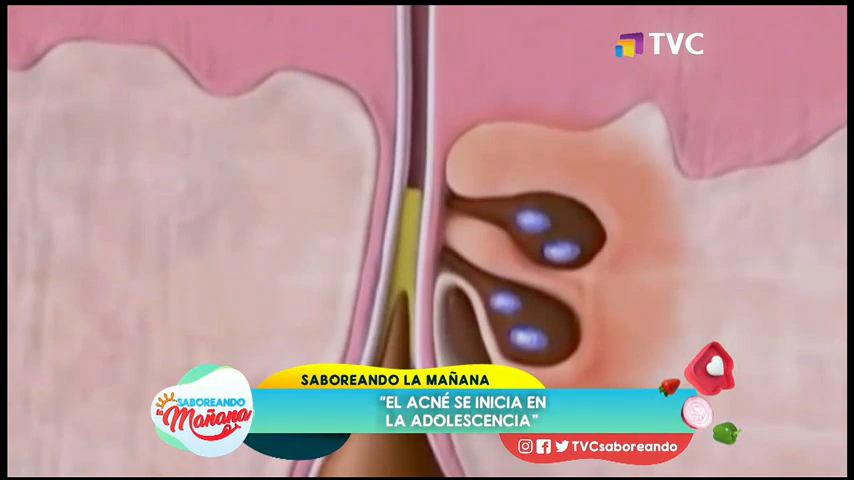 TVC
SABOREANDO LA MAÑANA
SABOREANDO
Mañana
"EL ACNÉ SE INICIA EN
LA ADOLESCENCIA"
TVCsaboreando